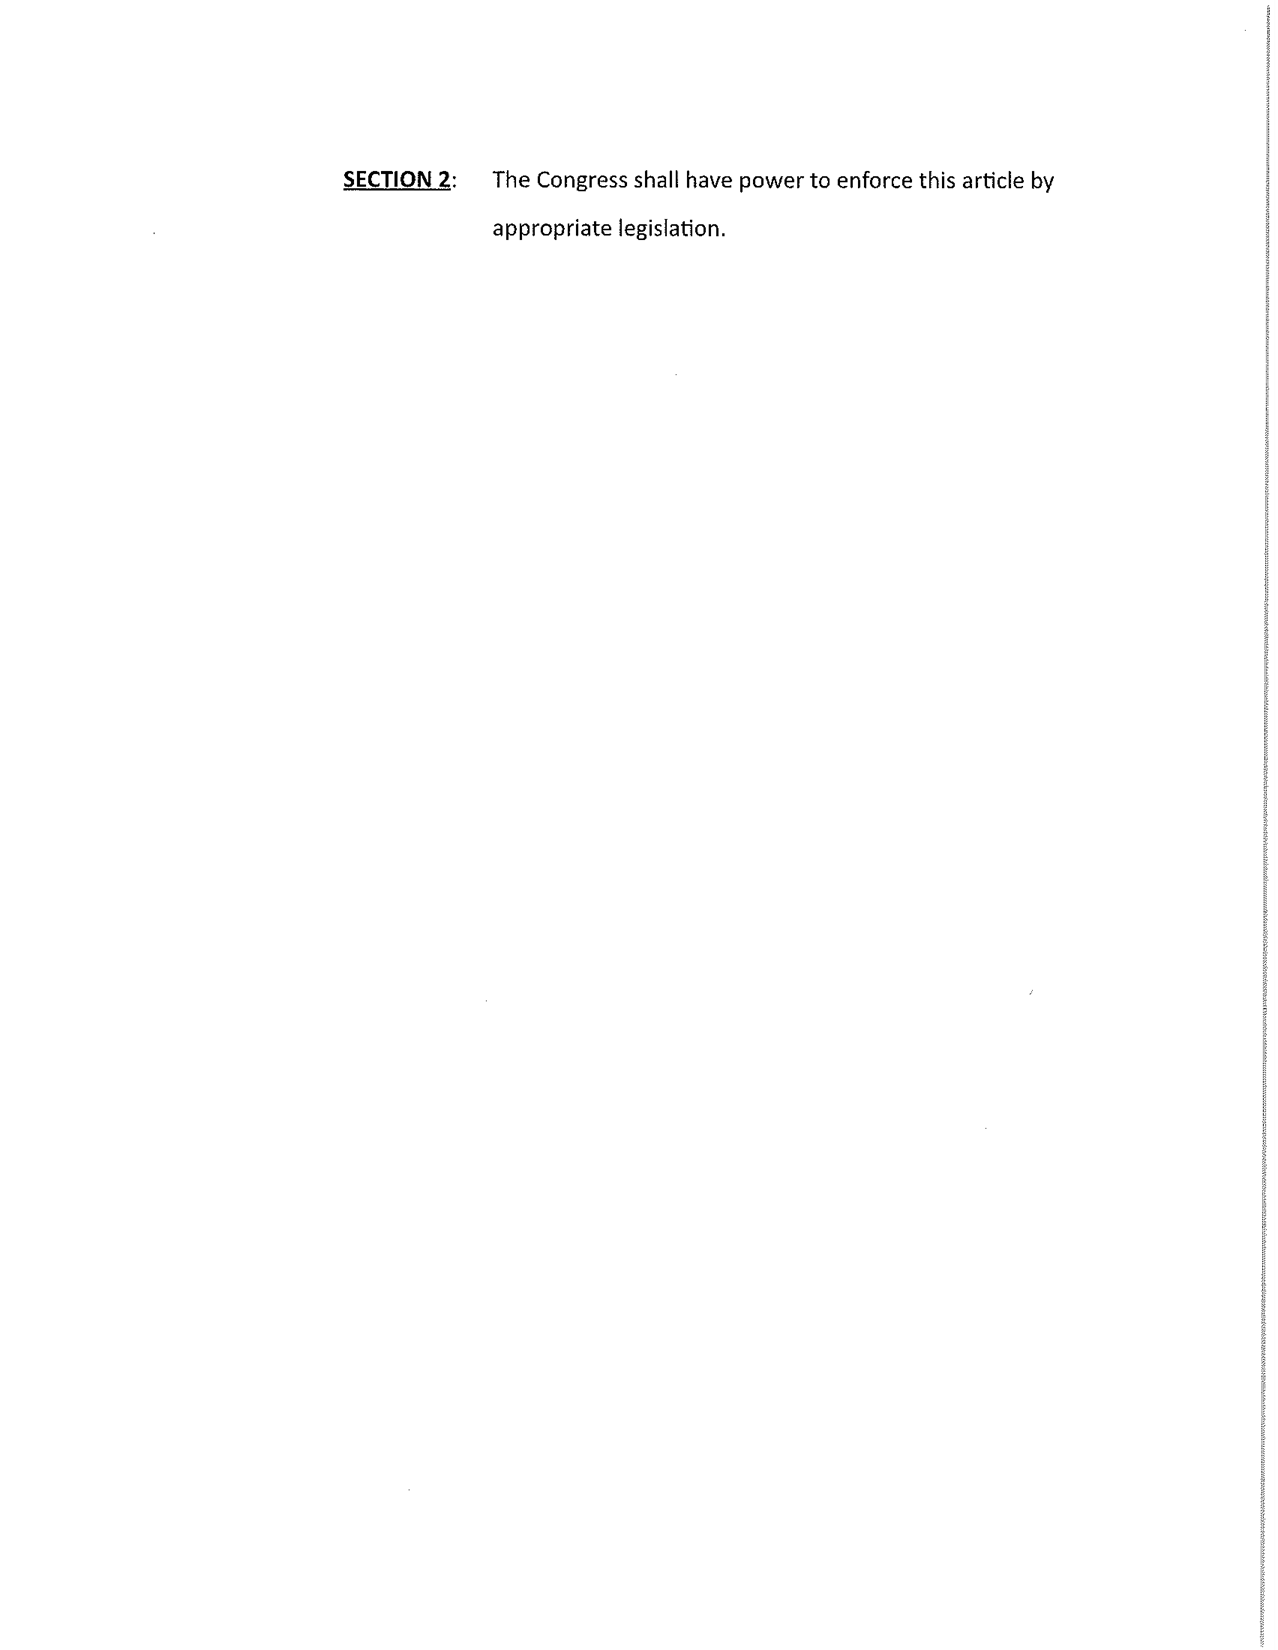 SECTION 2: The Congress shall have power to enforce this article by
appropriate legislation.